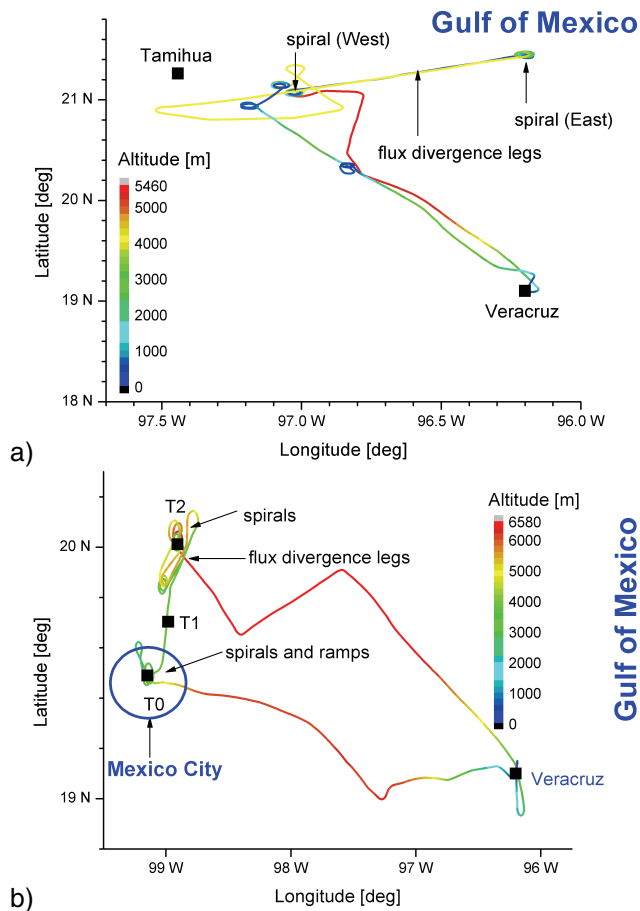 Gulf of Mexico
Tamihua
spiral (West)
spiral (East)
flux divergence legs
Altitude [m]
5460
5000
4000
3000
2000
1000
0
Veracruz
21 N
20 N
19 N
18 N
Latitude [deg]
97.5 W
97.0 W
96.5 W
96.0 W
Longitude [deg]
a)
T2
spirals
flux divergence legs
T1
spirals and ramps
T0
Mexico City
Altitude [m]
6580
6000
5000
4000
3000
2000
1000
0
Veracruz
Gulf of Mexico
20 N
19 N
Latitude [deg]
99 W
98 W
97 W
96 W
Longitude [deg]
b)